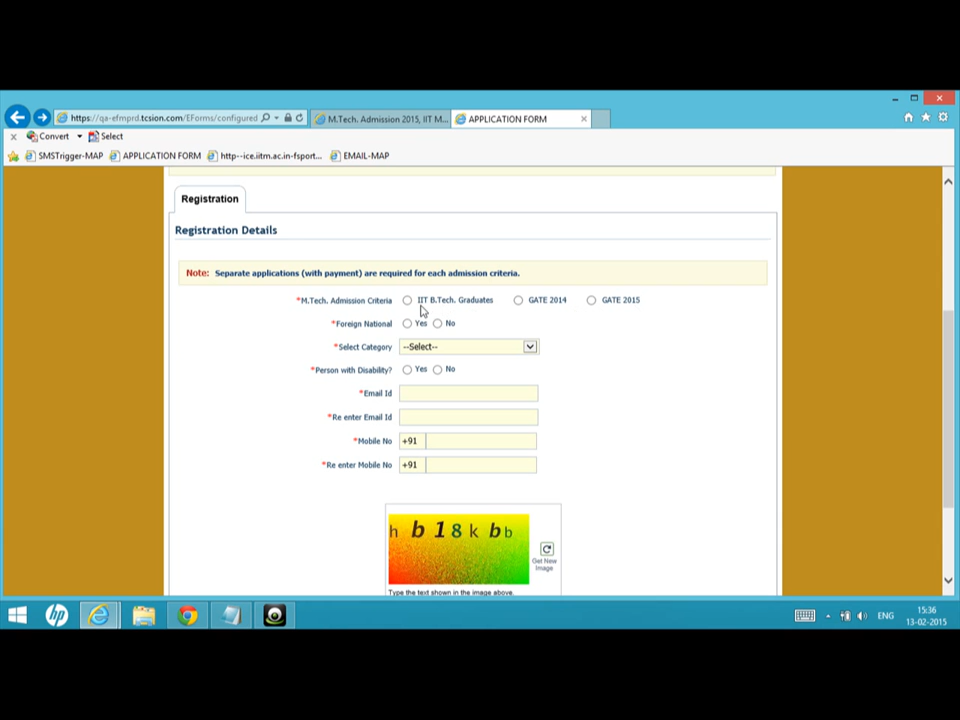 https://qa-efmprd.tcsion.com/EForms/configured
M.Tech. Admission 2015, IIT M...
APPLICATION FORM
Convert
Select
SMSTrigger-MAP
APPLICATION FORM
http--ice.iitm.ac.in-fsport...
EMAIL-MAP
Registration
Registration Details
Note: Separate applications (with payment) are required for each admission criteria.
*M.Tech. Admission Criteria IIT B.Tech. Graduates GATE 2014 GATE 2015
*Foreign National Yes No
*Select Category --Select--
*Person with Disability? Yes No
*Email Id
*Re enter Email Id
*Mobile No +91
*Re enter Mobile No +91
h b 1 8 k b b
Get New
Image
Type the text shown in the image above.
hp
ENG
15:36
13-02-2015